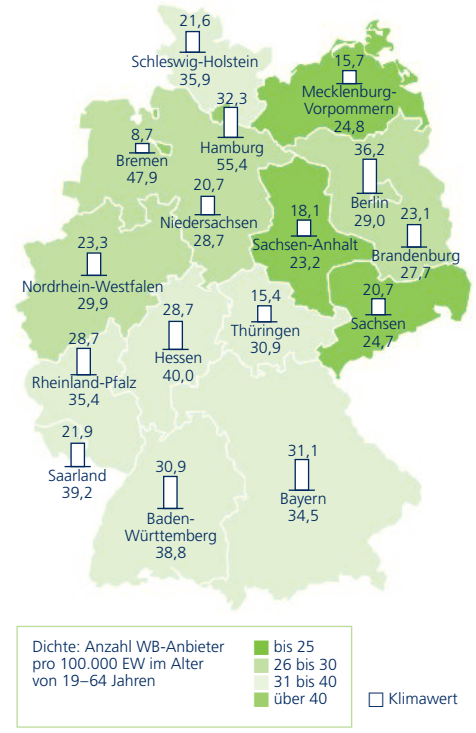 21,6
Schleswig-Holstein
35,9
15,7
Mecklenburg-
Vorpommern
24,8
32,3
Hamburg
55,4
8,7
Bremen
47,9
36,2
Berlin
29,0
20,7
Niedersachsen
28,7
18,1
Sachsen-Anhalt
23,2
23,1
Brandenburg
27,7
23,3
Nordrhein-Westfalen
29,9
20,7
Sachsen
24,7
28,7
Hessen
40,0
15,4
Thüringen
30,9
28,7
Rheinland-Pfalz
35,4
21,9
Saarland
39,2
30,9
Baden-
Württemberg
38,8
31,1
Bayern
34,5
Dichte: Anzahl WB-Anbieter
pro 100.000 EW im Alter
von 19–64 Jahren
bis 25
26 bis 30
31 bis 40
über 40
Klimawert